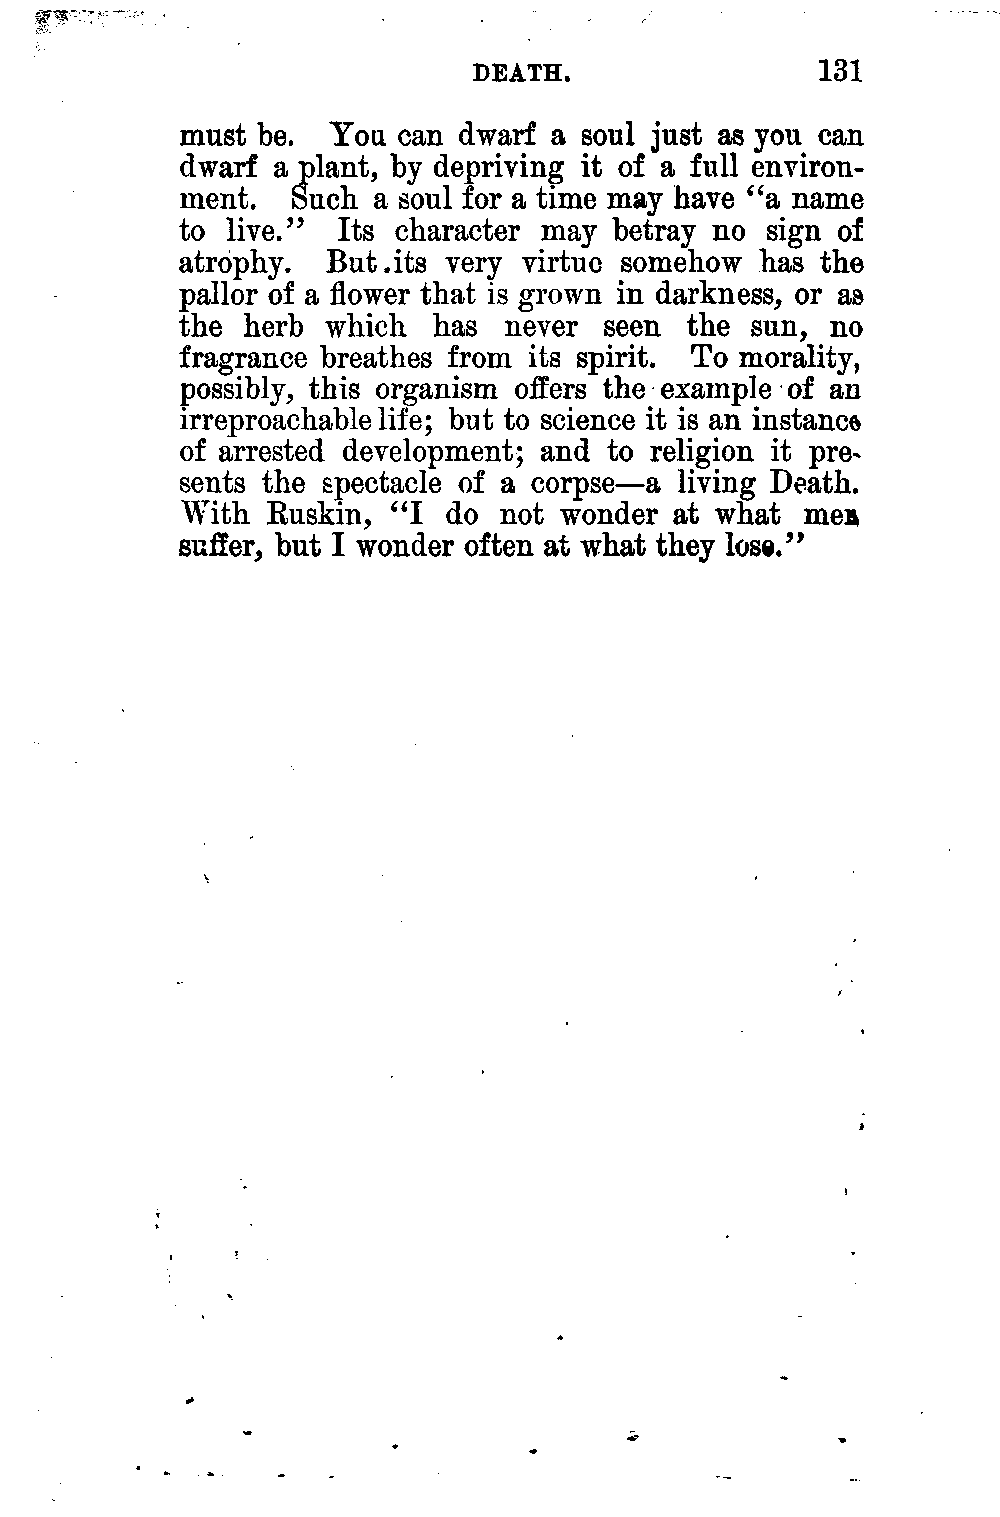 DEATH. 131
must be. You can dwarf a soul just as you can
dwarf a plant, by depriving it of a full environ-
ment. Such a soul for a time may have “a name
to live.” Its character may betray no sign of
atrophy. But its very virtue somehow has the
pallor of a flower that is grown in darkness, or as
the herb which has never seen the sun, no
fragrance breathes from its spirit. To morality,
possibly, this organism offers the example of an
irreproachable life; but to science it is an instance
of arrested development; and to religion it pre-
sents the spectacle of a corpse—a living Death.
With Ruskin, “I do not wonder at what men
suffer, but I wonder often at what they lose.”